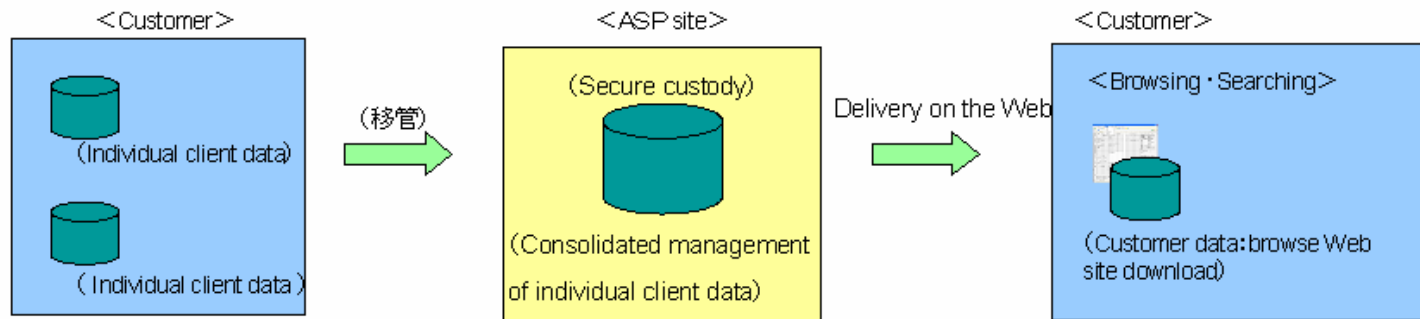 ＜Customer＞
（Individual client data）
（Individual client data）
（移管）
＜ASP site＞
（Secure custody）
（Consolidated management
of individual client data）
Delivery on the Web
＜Customer＞
＜Browsing・Searching＞
（Customer data：browse Web
site download）